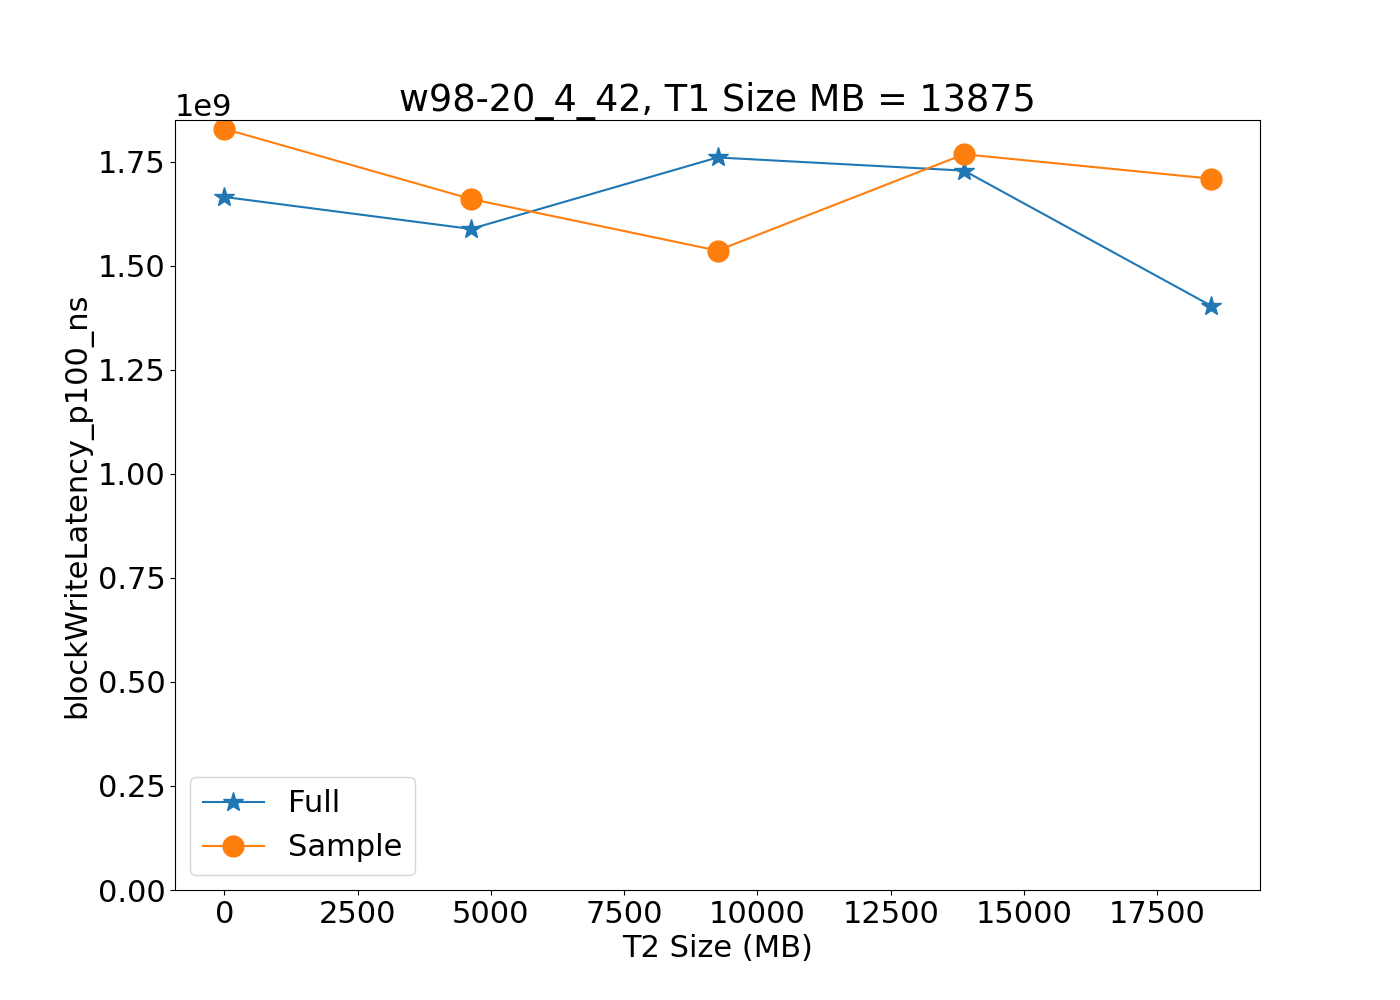 w98-20_4_42, T1 Size MB = 13875
1e9
1.75
1.50
1.25
1.00
0.75
0.50
0.25
0.00
blockWriteLatency_p100_ns
Full
Sample
0 2500 5000 7500 10000 12500 15000 17500
T2 Size (MB)